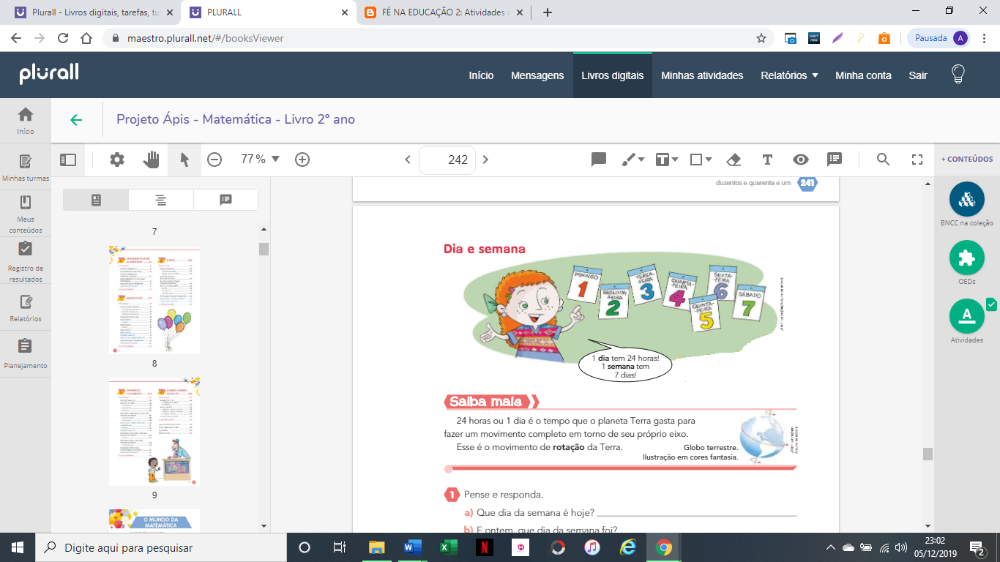 Plurall - Livros digitais, tarefas, tu
PLURALL
FÉ NA EDUCAÇÃO 2: Atividades
maestro.plurall.net/#/booksViewer
Pausada
A
plurall
Início
Mensagens
Livros digitais
Minhas atividades
Relatórios
Minha conta
Sair
Início
Minhas turmas
Meus
conteúdos
Registro de
resultados
Relatórios
Planejamento
Projeto Ápis - Matemática - Livro 2º ano
77%
242
+ CONTEÚDOS
BNCC na coleção
OEDs
A
Atividades
7
8
9
O MUNDO DA
MATEMÁTICA
duzentos e quarenta e um
241
Dia e semana
DOMINGO
1
SEGUNDA-
-FEIRA
2
-FEIRA
3
QUARTA-
-FEIRA
4
QUINTA-
-FEIRA
5
SEXTA-
-FEIRA
6
SÁBADO
7
1 dia tem 24 horas!
1 semana tem
7 dias!
Saiba mais
24 horas ou 1 dia é o tempo que o planeta Terra gasta para
fazer um movimento completo em torno de seu próprio eixo.
Esse é o movimento de rotação da Terra.
Globo terrestre.
Ilustração em cores fantasia.
1 Pense e responda.
a) Que dia da semana é hoje?
b) E ontem, que dia da semana foi?
Digite aqui para pesquisar
23:02
05/12/2019
2